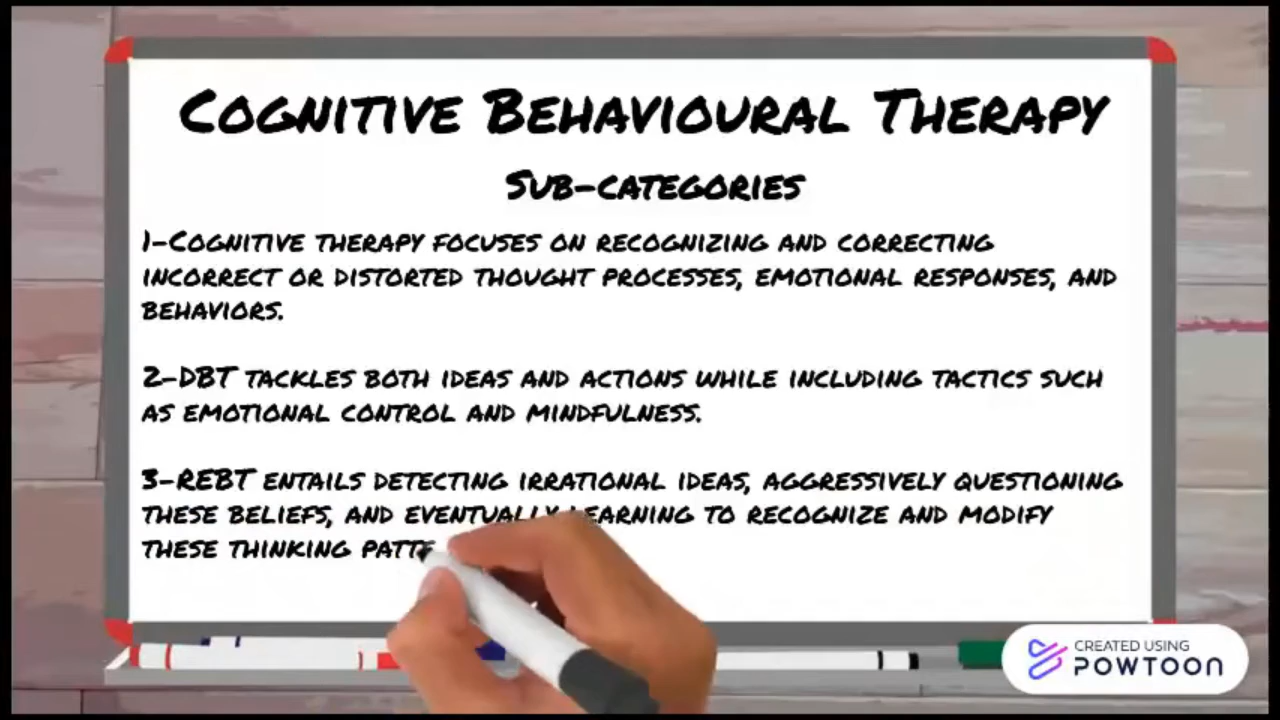 Cognitive Behavioural Therapy
Sub-categories
1-Cognitive therapy focuses on recognizing and correcting
incorrect or distorted thought processes, emotional responses, and
behaviors.
2-DBT tackles both ideas and actions while including tactics such
as emotional control and mindfulness.
3-REBT entails detecting irrational ideas, aggressively questioning
these beliefs, and eventually learning to recognize and modify
these thinking patte
CREATED USING
POWTOON